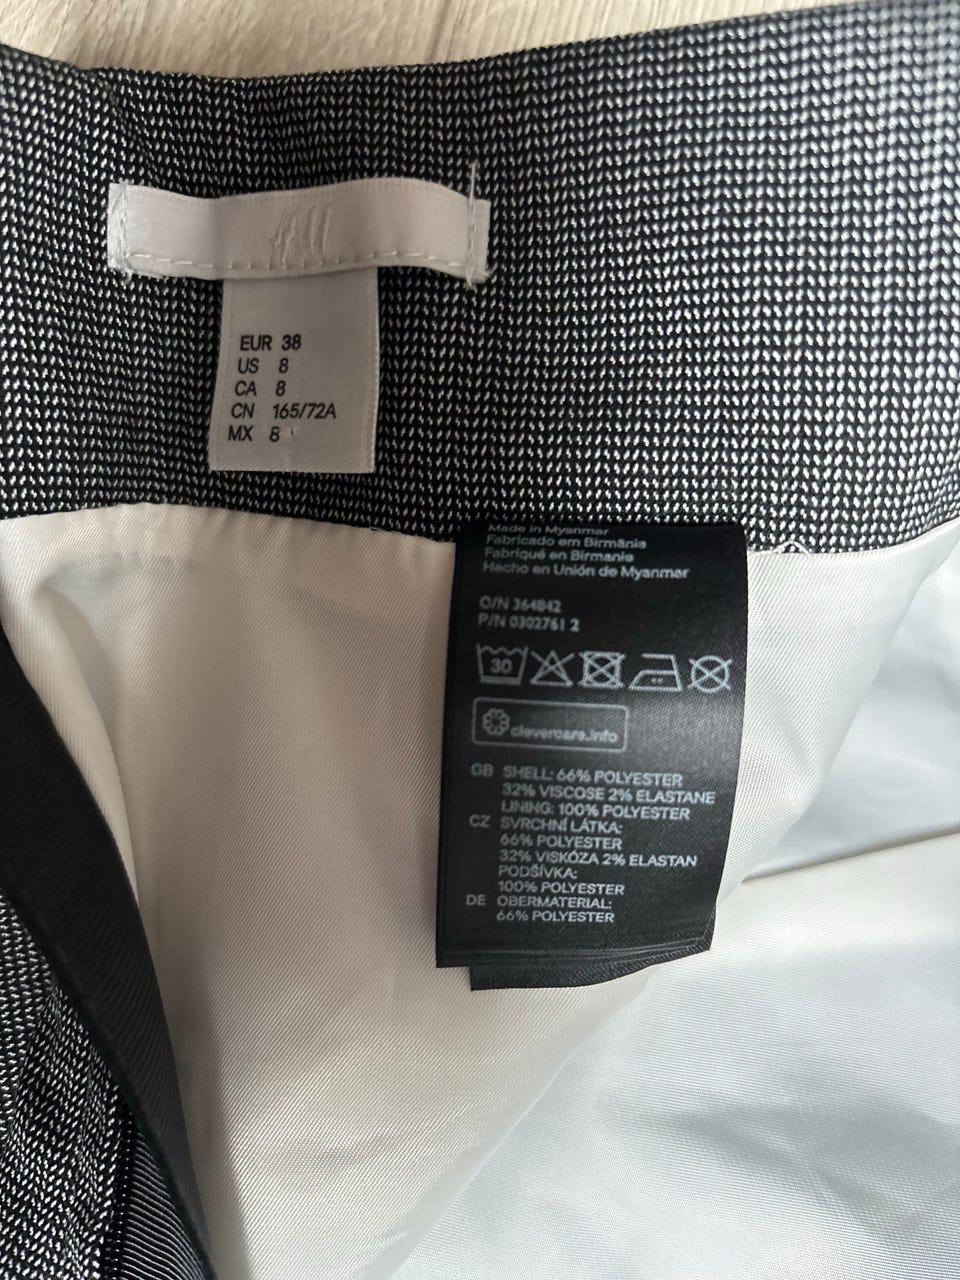 H&M
EUR 38
US 8
CA 8
CN 165/72A
MX 8
Made in Myanmar
Fabricado em Birmânia
Fabriqué en Birmanie
Hecho en Unión de Myanmar
O/N 364842
P/N 0302761 2
30
clevercare.info
GB SHELL: 66% POLYESTER
32% VISCOSE 2% ELASTANE
LINING: 100% POLYESTER
CZ SVRCHNÍ LÁTKA:
66% POLYESTER
32% VISKÓZA 2% ELASTAN
PODŠÍVKA:
100% POLYESTER
DE OBERMATERIAL:
66% POLYESTER